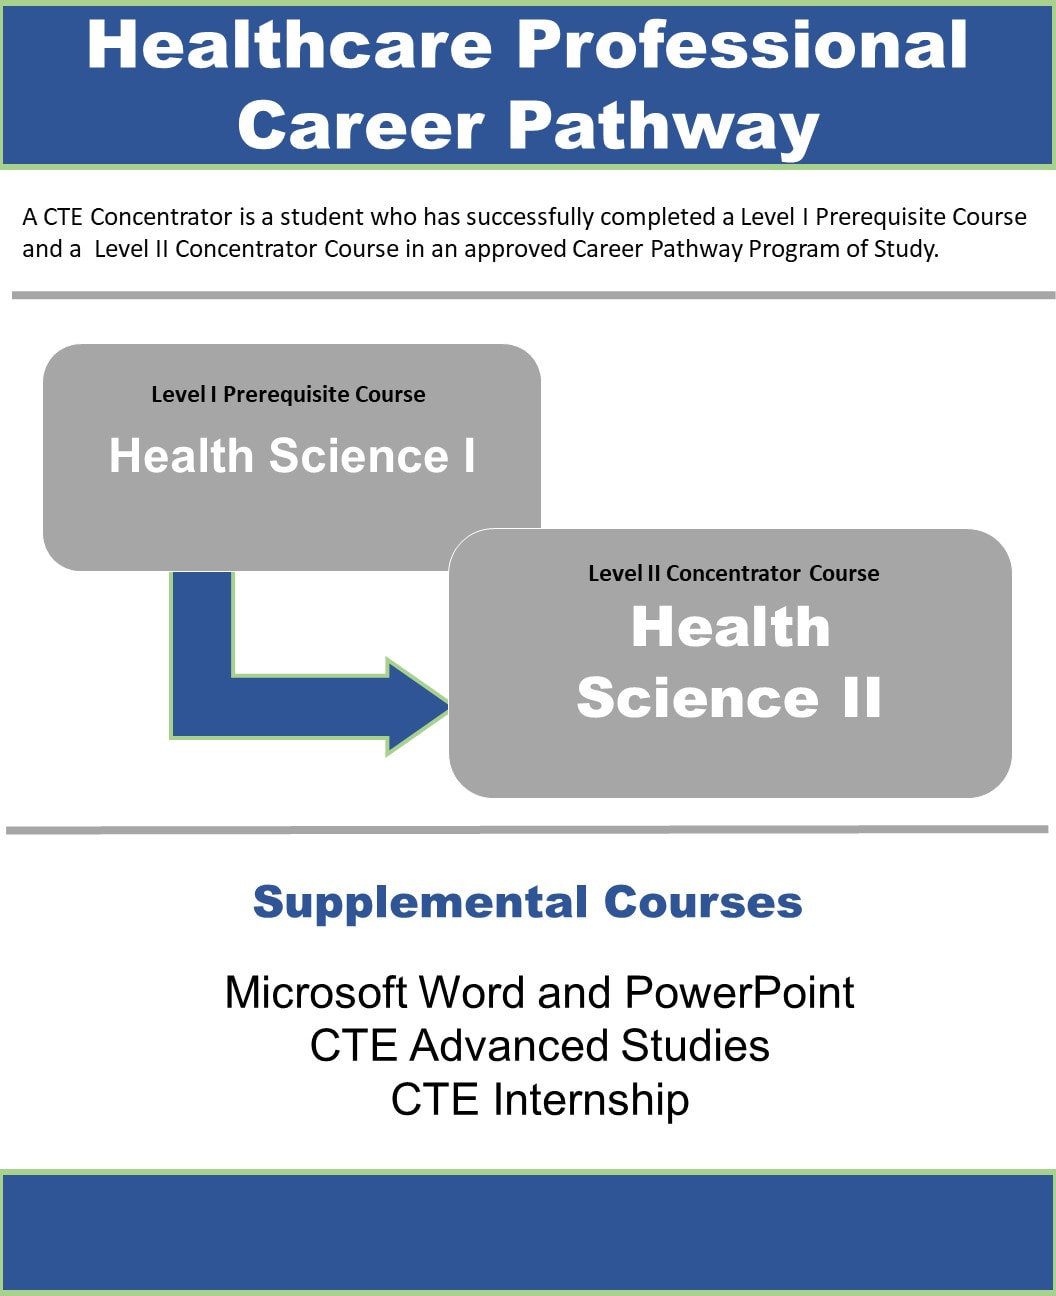 Healthcare Professional
Career Pathway
A CTE Concentrator is a student who has successfully completed a Level I Prerequisite Course
and a  Level II Concentrator Course in an approved Career Pathway Program of Study.
Level I Prerequisite Course
Health Science I
Level II Concentrator Course
Health
Science II
Supplemental Courses
Microsoft Word and PowerPoint
CTE Advanced Studies
CTE Internship